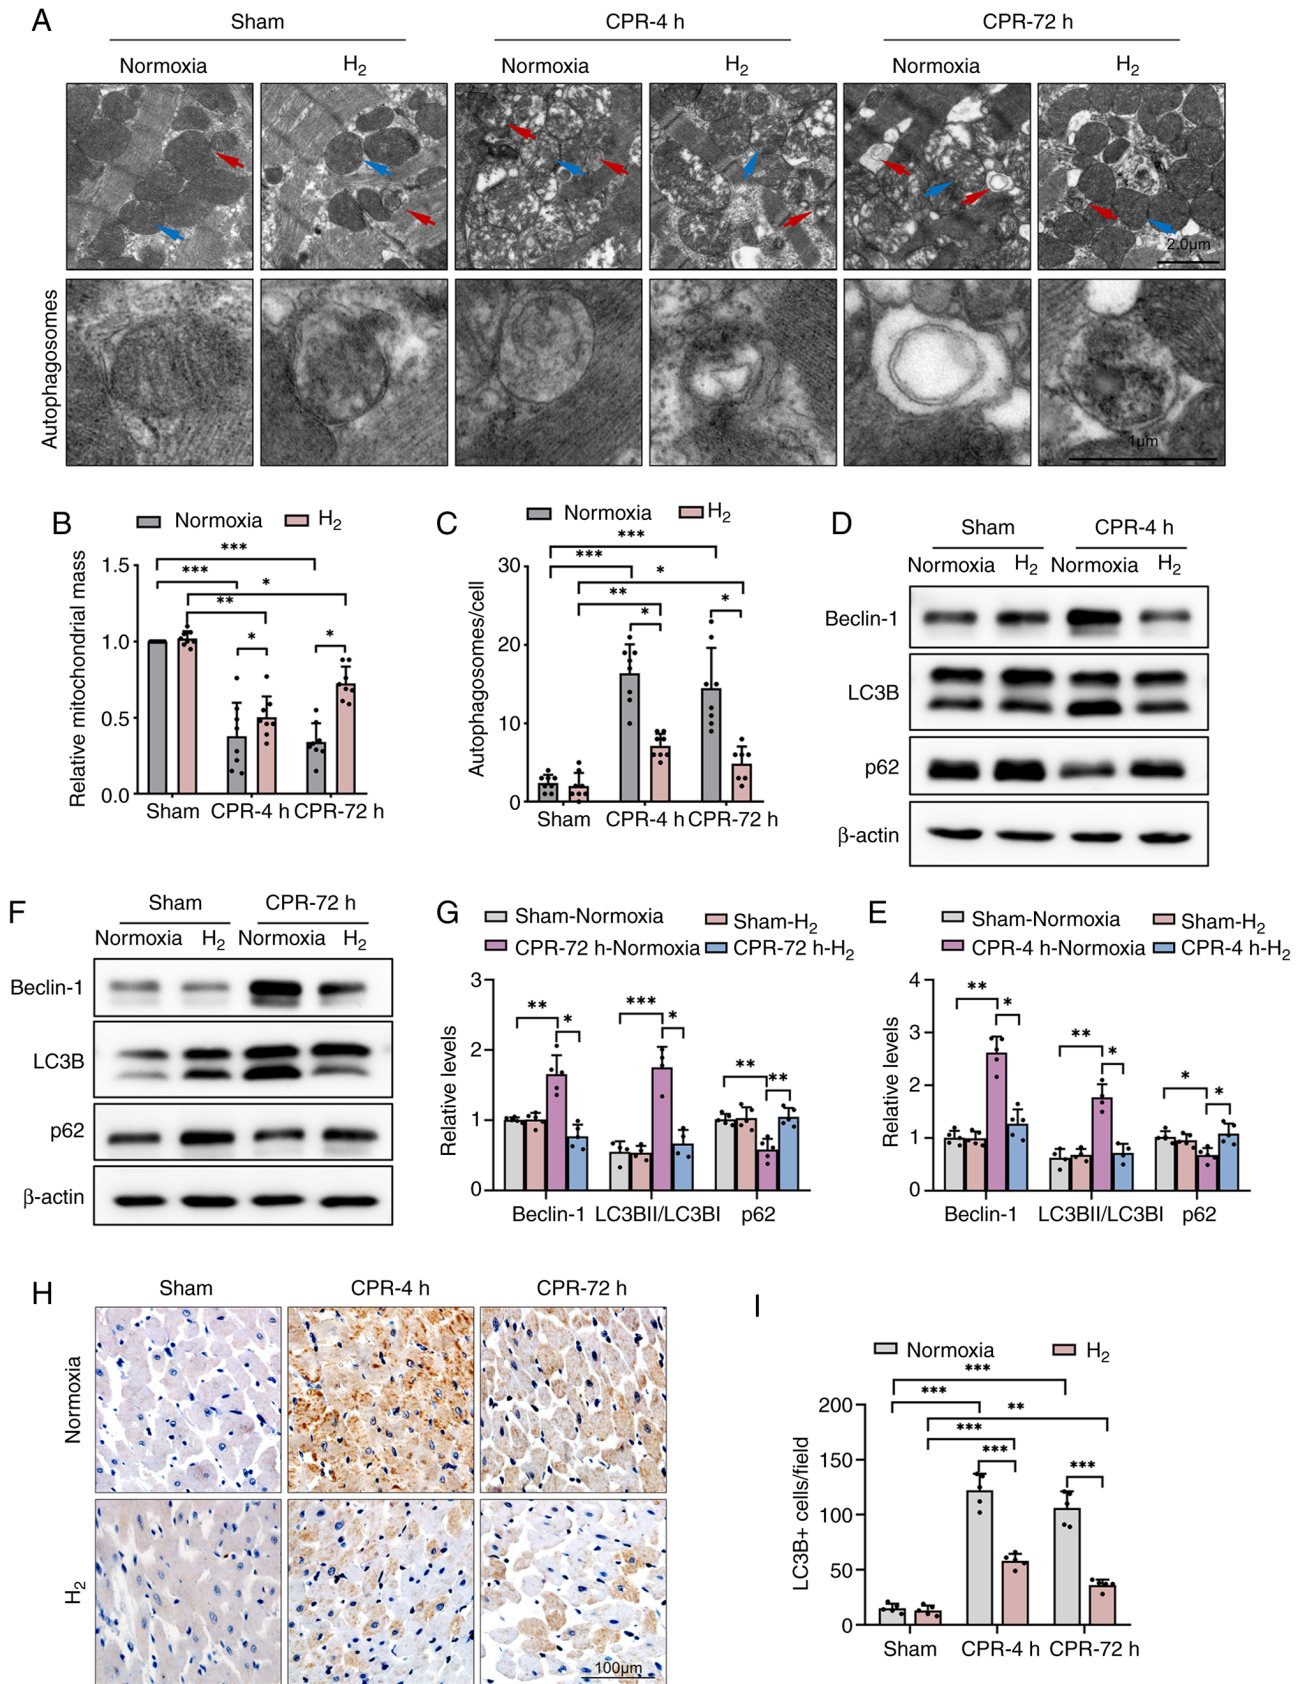 A
Sham
CPR-4 h
CPR-72 h
Normoxia
H2
Normoxia
H2
Normoxia
H2
2.0µm
Autophagosomes
1µm
B
Normoxia
H2
Relative mitochondrial mass
***
***
*
**
*
*
1.5
1.0
0.5
0.0
Sham
CPR-4 h
CPR-72 h
C
Normoxia
H2
Autophagosomes/cell
***
***
*
**
*
*
30
20
10
0
Sham
CPR-4 h
CPR-72 h
D
Sham
CPR-4 h
Normoxia
H2
Normoxia
H2
Beclin-1
LC3B
p62
β-actin
F
Sham
CPR-72 h
Normoxia
H2
Normoxia
H2
Beclin-1
LC3B
p62
β-actin
G
Sham-Normoxia
Sham-H2
CPR-72 h-Normoxia
CPR-72 h-H2
Relative levels
3
2
1
0
**
*
***
*
**
**
Beclin-1
LC3BII/LC3BI
p62
E
Sham-Normoxia
Sham-H2
CPR-4 h-Normoxia
CPR-4 h-H2
Relative levels
4
3
2
1
0
**
*
**
*
*
*
Beclin-1
LC3BII/LC3BI
p62
H
Sham
CPR-4 h
CPR-72 h
Normoxia
H2
100µm
I
Normoxia
H2
LC3B+ cells/field
***
***
**
***
***
***
200
150
100
50
0
Sham
CPR-4 h
CPR-72 h